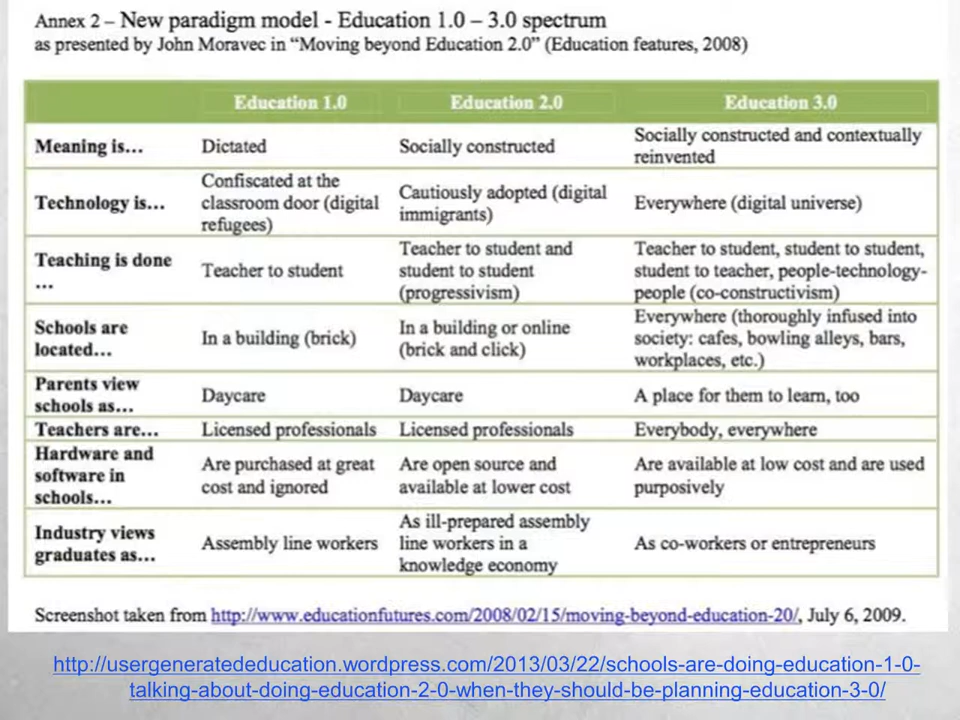 Annex 2 – New paradigm model - Education 1.0 – 3.0 spectrum
as presented by John Moravec in “Moving beyond Education 2.0” (Education features, 2008)
Education 1.0 Education 2.0 Education 3.0
Meaning is... Dictated Socially constructed Socially constructed and contextually
reinvented
Technology is... Confiscated at the
classroom door (digital
refugees) Cautiously adopted (digital
immigrants) Everywhere (digital universe)
Teaching is done
... Teacher to student Teacher to student and
student to student
(progressivism) Teacher to student, student to student,
student to teacher, people-technology-
people (co-constructivism)
Schools are
located... In a building (brick) In a building or online
(brick and click) Everywhere (thoroughly infused into
society: cafes, bowling alleys, bars,
workplaces, etc.)
Parents view
schools as... Daycare Daycare A place for them to learn, too
Teachers are... Licensed professionals Licensed professionals Everybody, everywhere
Hardware and
software in
schools... Are purchased at great
cost and ignored Are open source and
available at lower cost Are available at low cost and are used
purposively
Industry views
graduates as... Assembly line workers As ill-prepared assembly
line workers in a
knowledge economy As co-workers or entrepreneurs
Screenshot taken from http://www.educationfutures.com/2008/02/15/moving-beyond-education-20/, July 6, 2009.
http://usergeneratededucation.wordpress.com/2013/03/22/schools-are-doing-education-1-0-
talking-about-doing-education-2-0-when-they-should-be-planning-education-3-0/